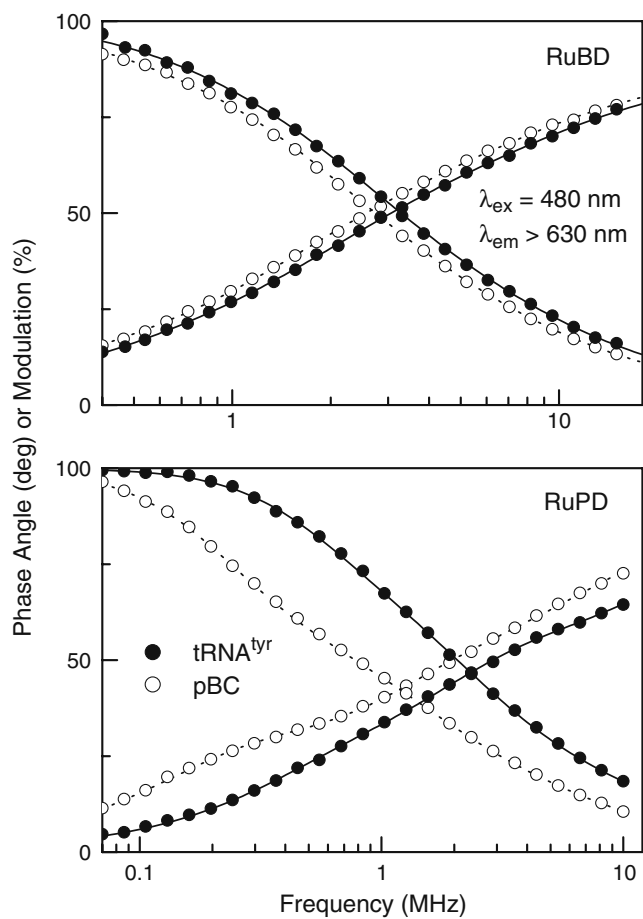 Phase Angle (deg) or Modulation (%)
100
RuBD
50
λex = 480 nm
λem > 630 nm
0
1
10
100
RuPD
50
tRNAtyr
pBC
0
0.1
1
10
Frequency (MHz)